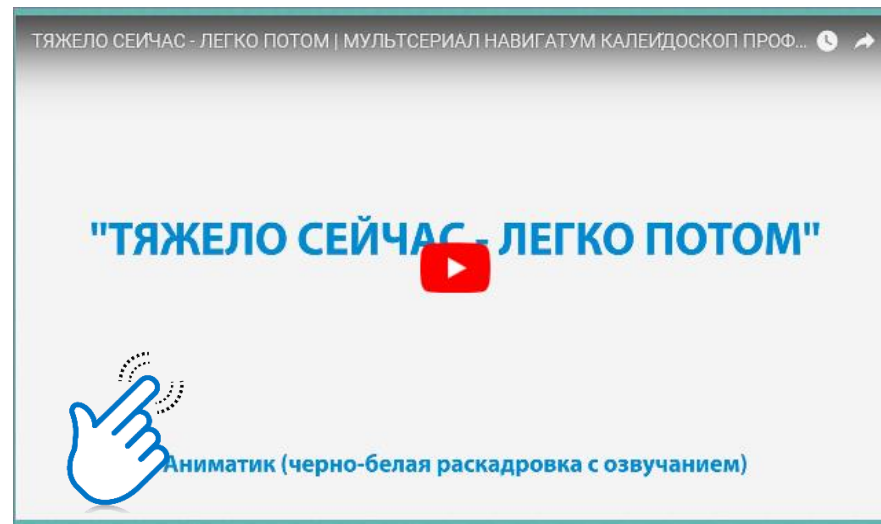 ТЯЖЕЛО СЕЙЧАС - ЛЕГКО ПОТОМ | МУЛЬТСЕРИАЛ НАВИГАТУМ КАЛЕЙДОСКОП ПРОФ...
"ТЯЖЕЛО СЕЙЧАС - ЛЕГКО ПОТОМ"
Аниматик (черно-белая раскадровка с озвучанием)